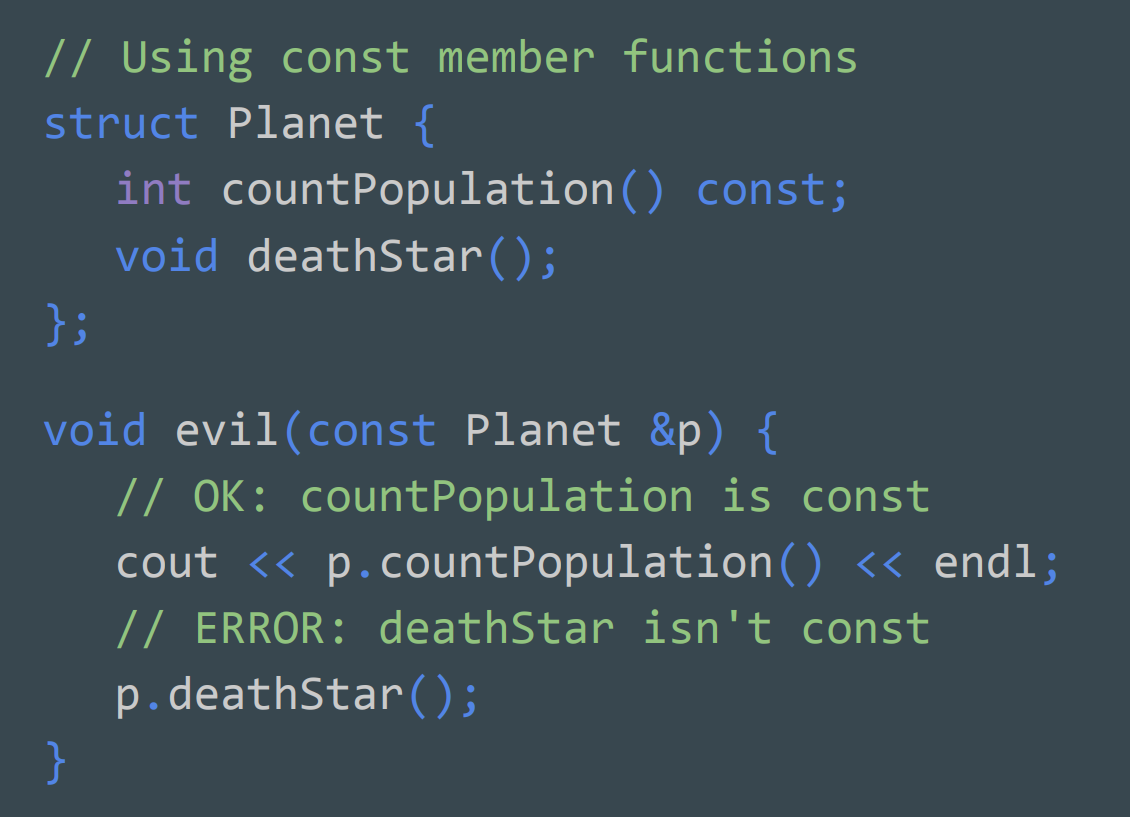 // Using const member functions
struct Planet {
   int countPopulation() const;
   void deathStar();
};

void evil(const Planet &p) {
   // OK: countPopulation is const
   cout << p.countPopulation() << endl;
   // ERROR: deathStar isn't const
   p.deathStar();
}